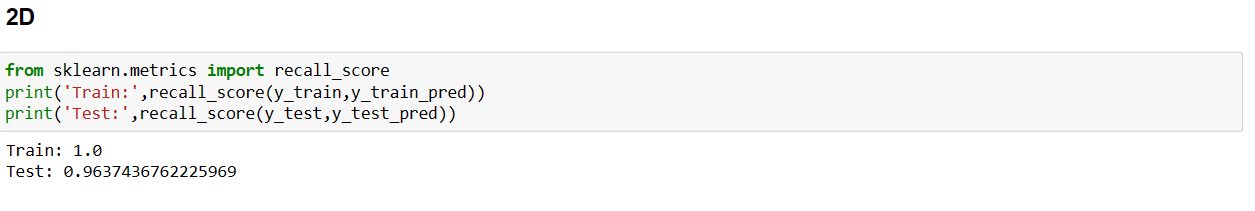 2D
from sklearn.metrics import recall_score
print('Train:',recall_score(y_train,y_train_pred))
print('Test:',recall_score(y_test,y_test_pred))
Train: 1.0
Test: 0.9637436762225969